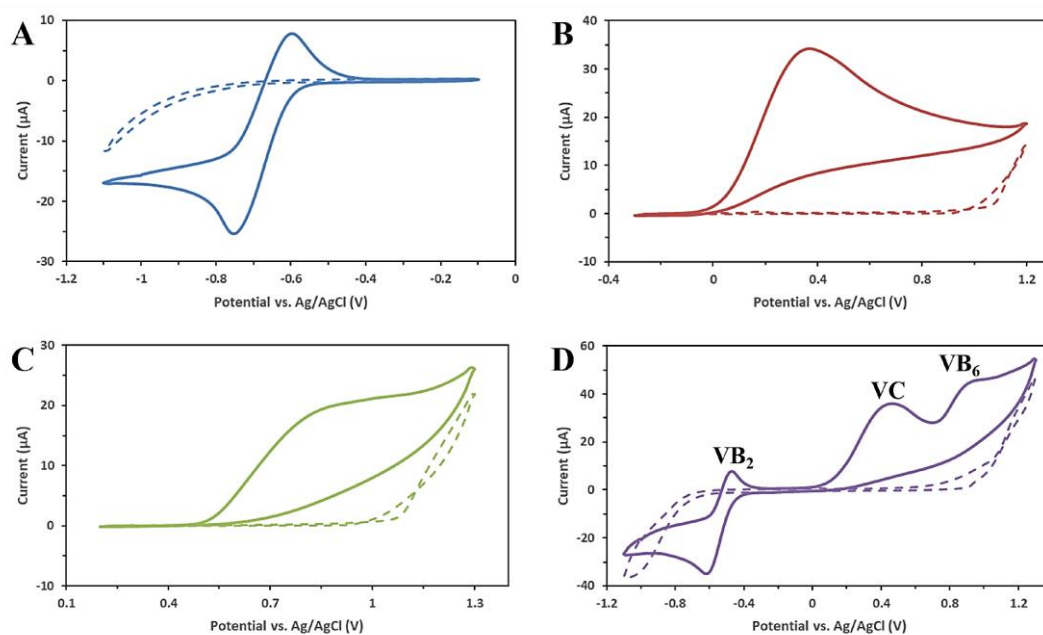 A
10
0
-10
-20
-30
Current (µA)
-1.2 -1 -0.8 -0.6 -0.4 -0.2 0
Potential vs. Ag/AgCl (V)
B
40
30
20
10
0
-10
Current (µA)
-0.4 0 0.4 0.8 1.2
Potential vs. Ag/AgCl (V)
C
30
20
10
0
-10
Current (µA)
0.1 0.4 0.7 1 1.3
Potential vs. Ag/AgCl (V)
D
60
40
20
0
-20
-40
Current (µA)
VB2
VC
VB6
-1.2 -0.8 -0.4 0 0.4 0.8 1.2
Potential vs. Ag/AgCl (V)